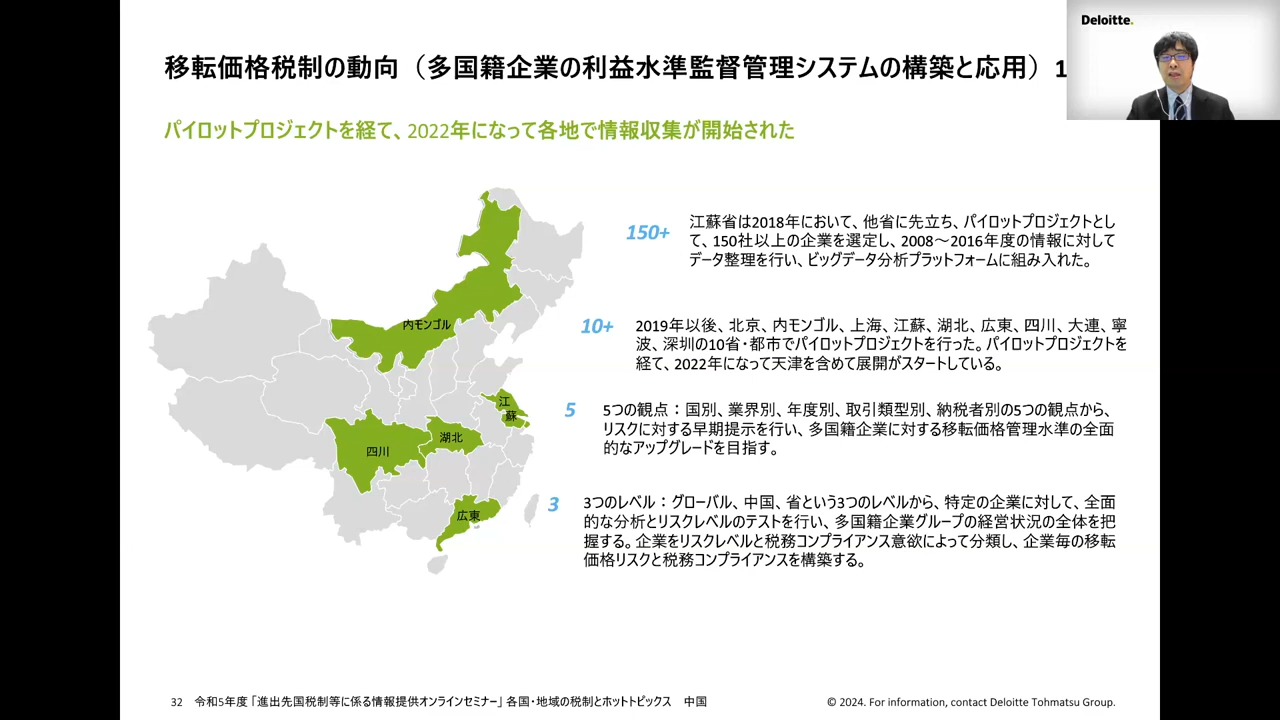 Deloitte.
移転価格税制の動向（多国籍企業の利益水準監督管理システムの構築と応用）1
パイロットプロジェクトを経て、2022年になって各地で情報収集が開始された
150+
江蘇省は2018年において、他省に先立ち、パイロットプロジェクトとし
て、150社以上の企業を選定し、2008～2016年度の情報に対して
データ整理を行い、ビッグデータ分析プラットフォームに組み入れた。
10+
2019年以後、北京、内モンゴル、上海、江蘇、湖北、広東、四川、大連、寧
波、深圳の10省・都市でパイロットプロジェクトを行った。パイロットプロジェクトを
経て、2022年になって天津を含めて展開がスタートしている。
5
5つの観点：国別、業界別、年度別、取引類型別、納税者別の5つの観点から、
リスクに対する早期提示を行い、多国籍企業に対する移転価格管理水準の全面
的なアップグレードを目指す。
3
3つのレベル：グローバル、中国、省という3つのレベルから、特定の企業に対して、全面
的な分析とリスクレベルのテストを行い、多国籍企業グループの経営状況の全体を把
握する。企業をリスクレベルと税務コンプライアンス意欲によって分類し、企業毎の移転
価格リスクと税務コンプライアンスを構築する。
内モンゴル
江
蘇
湖北
四川
広東
32 令和5年度「進出先国税制等に係る情報提供オンラインセミナー」各国・地域の税制とホットトピックス 中国
© 2024. For information, contact Deloitte Tohmatsu Group.